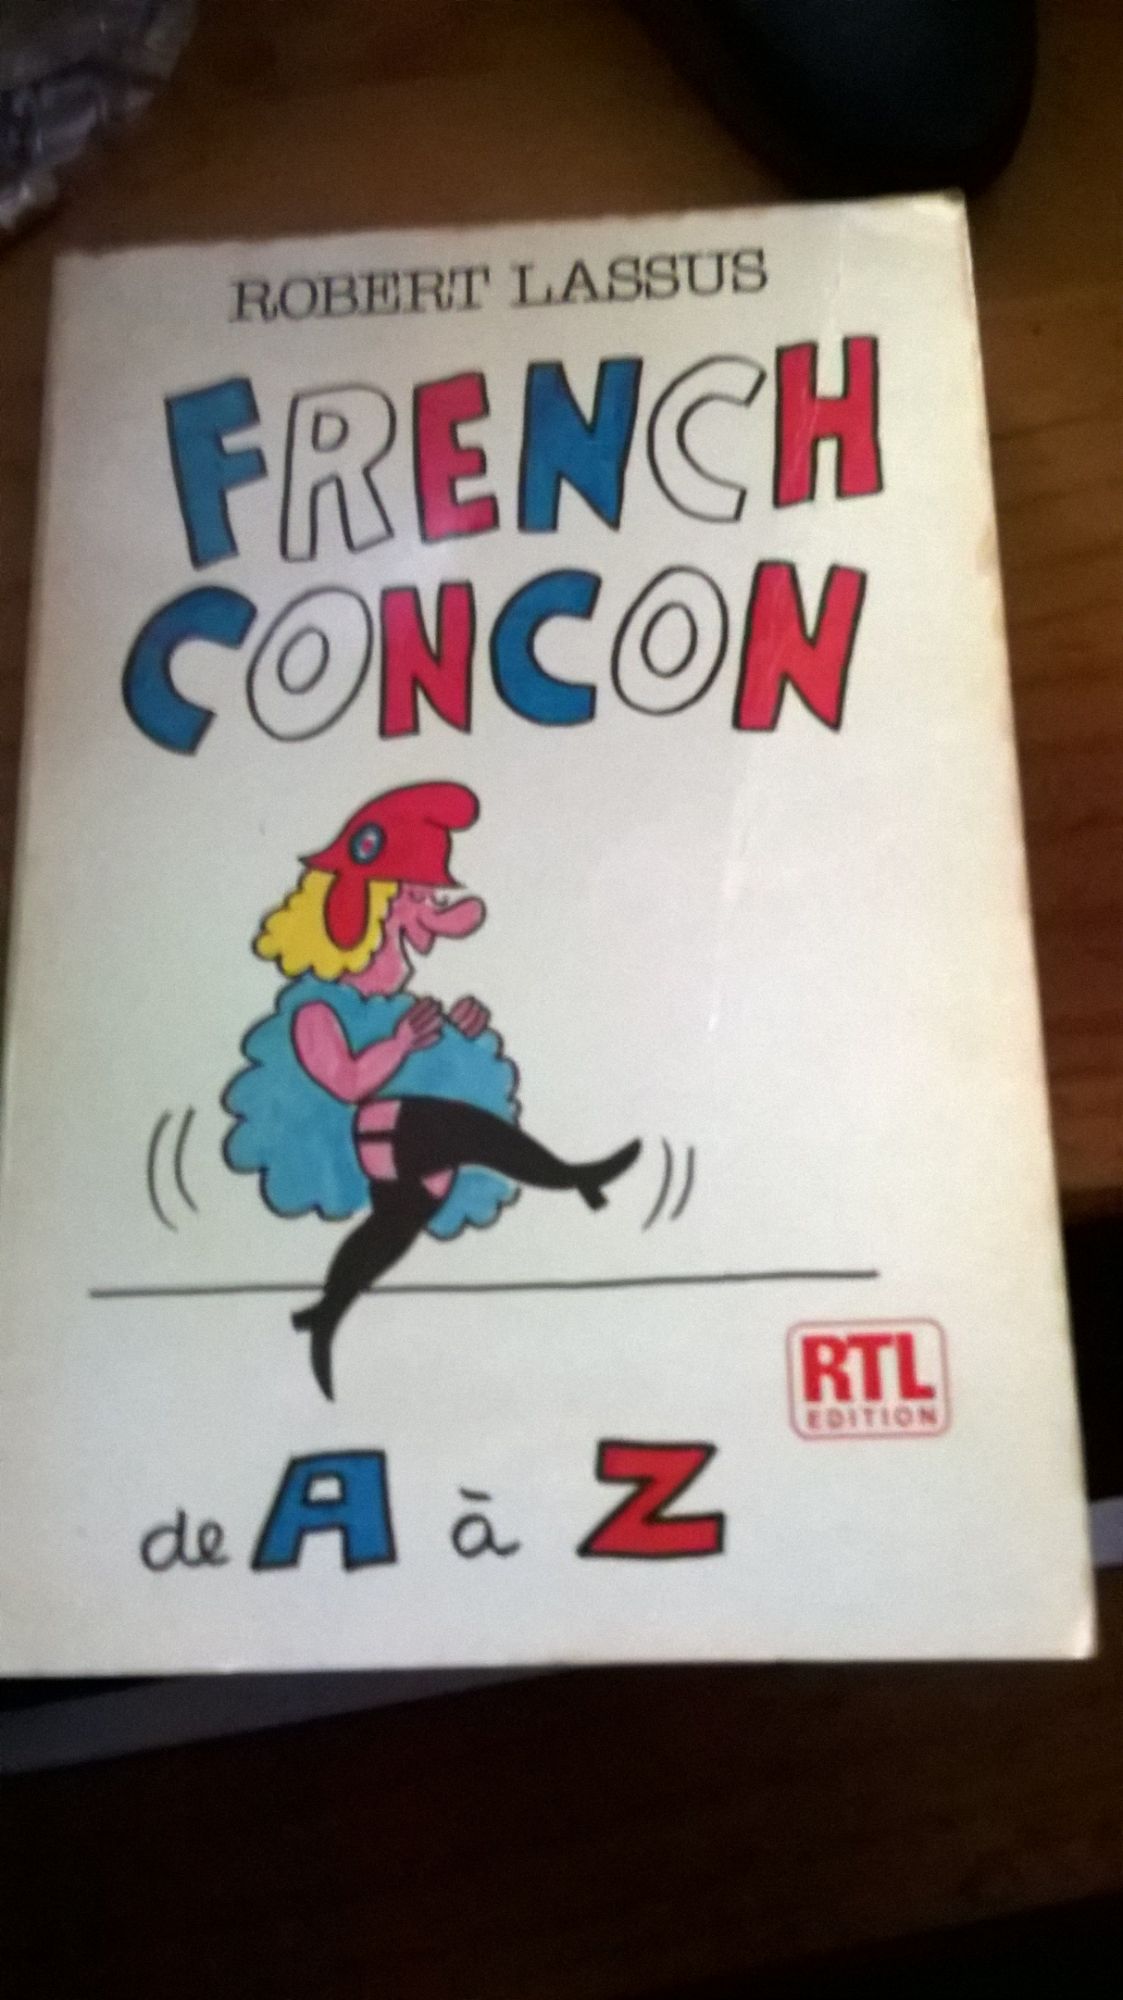 ROBERT LASSUS
FRENCH
CONCON
RTL
EDITION
de A à Z